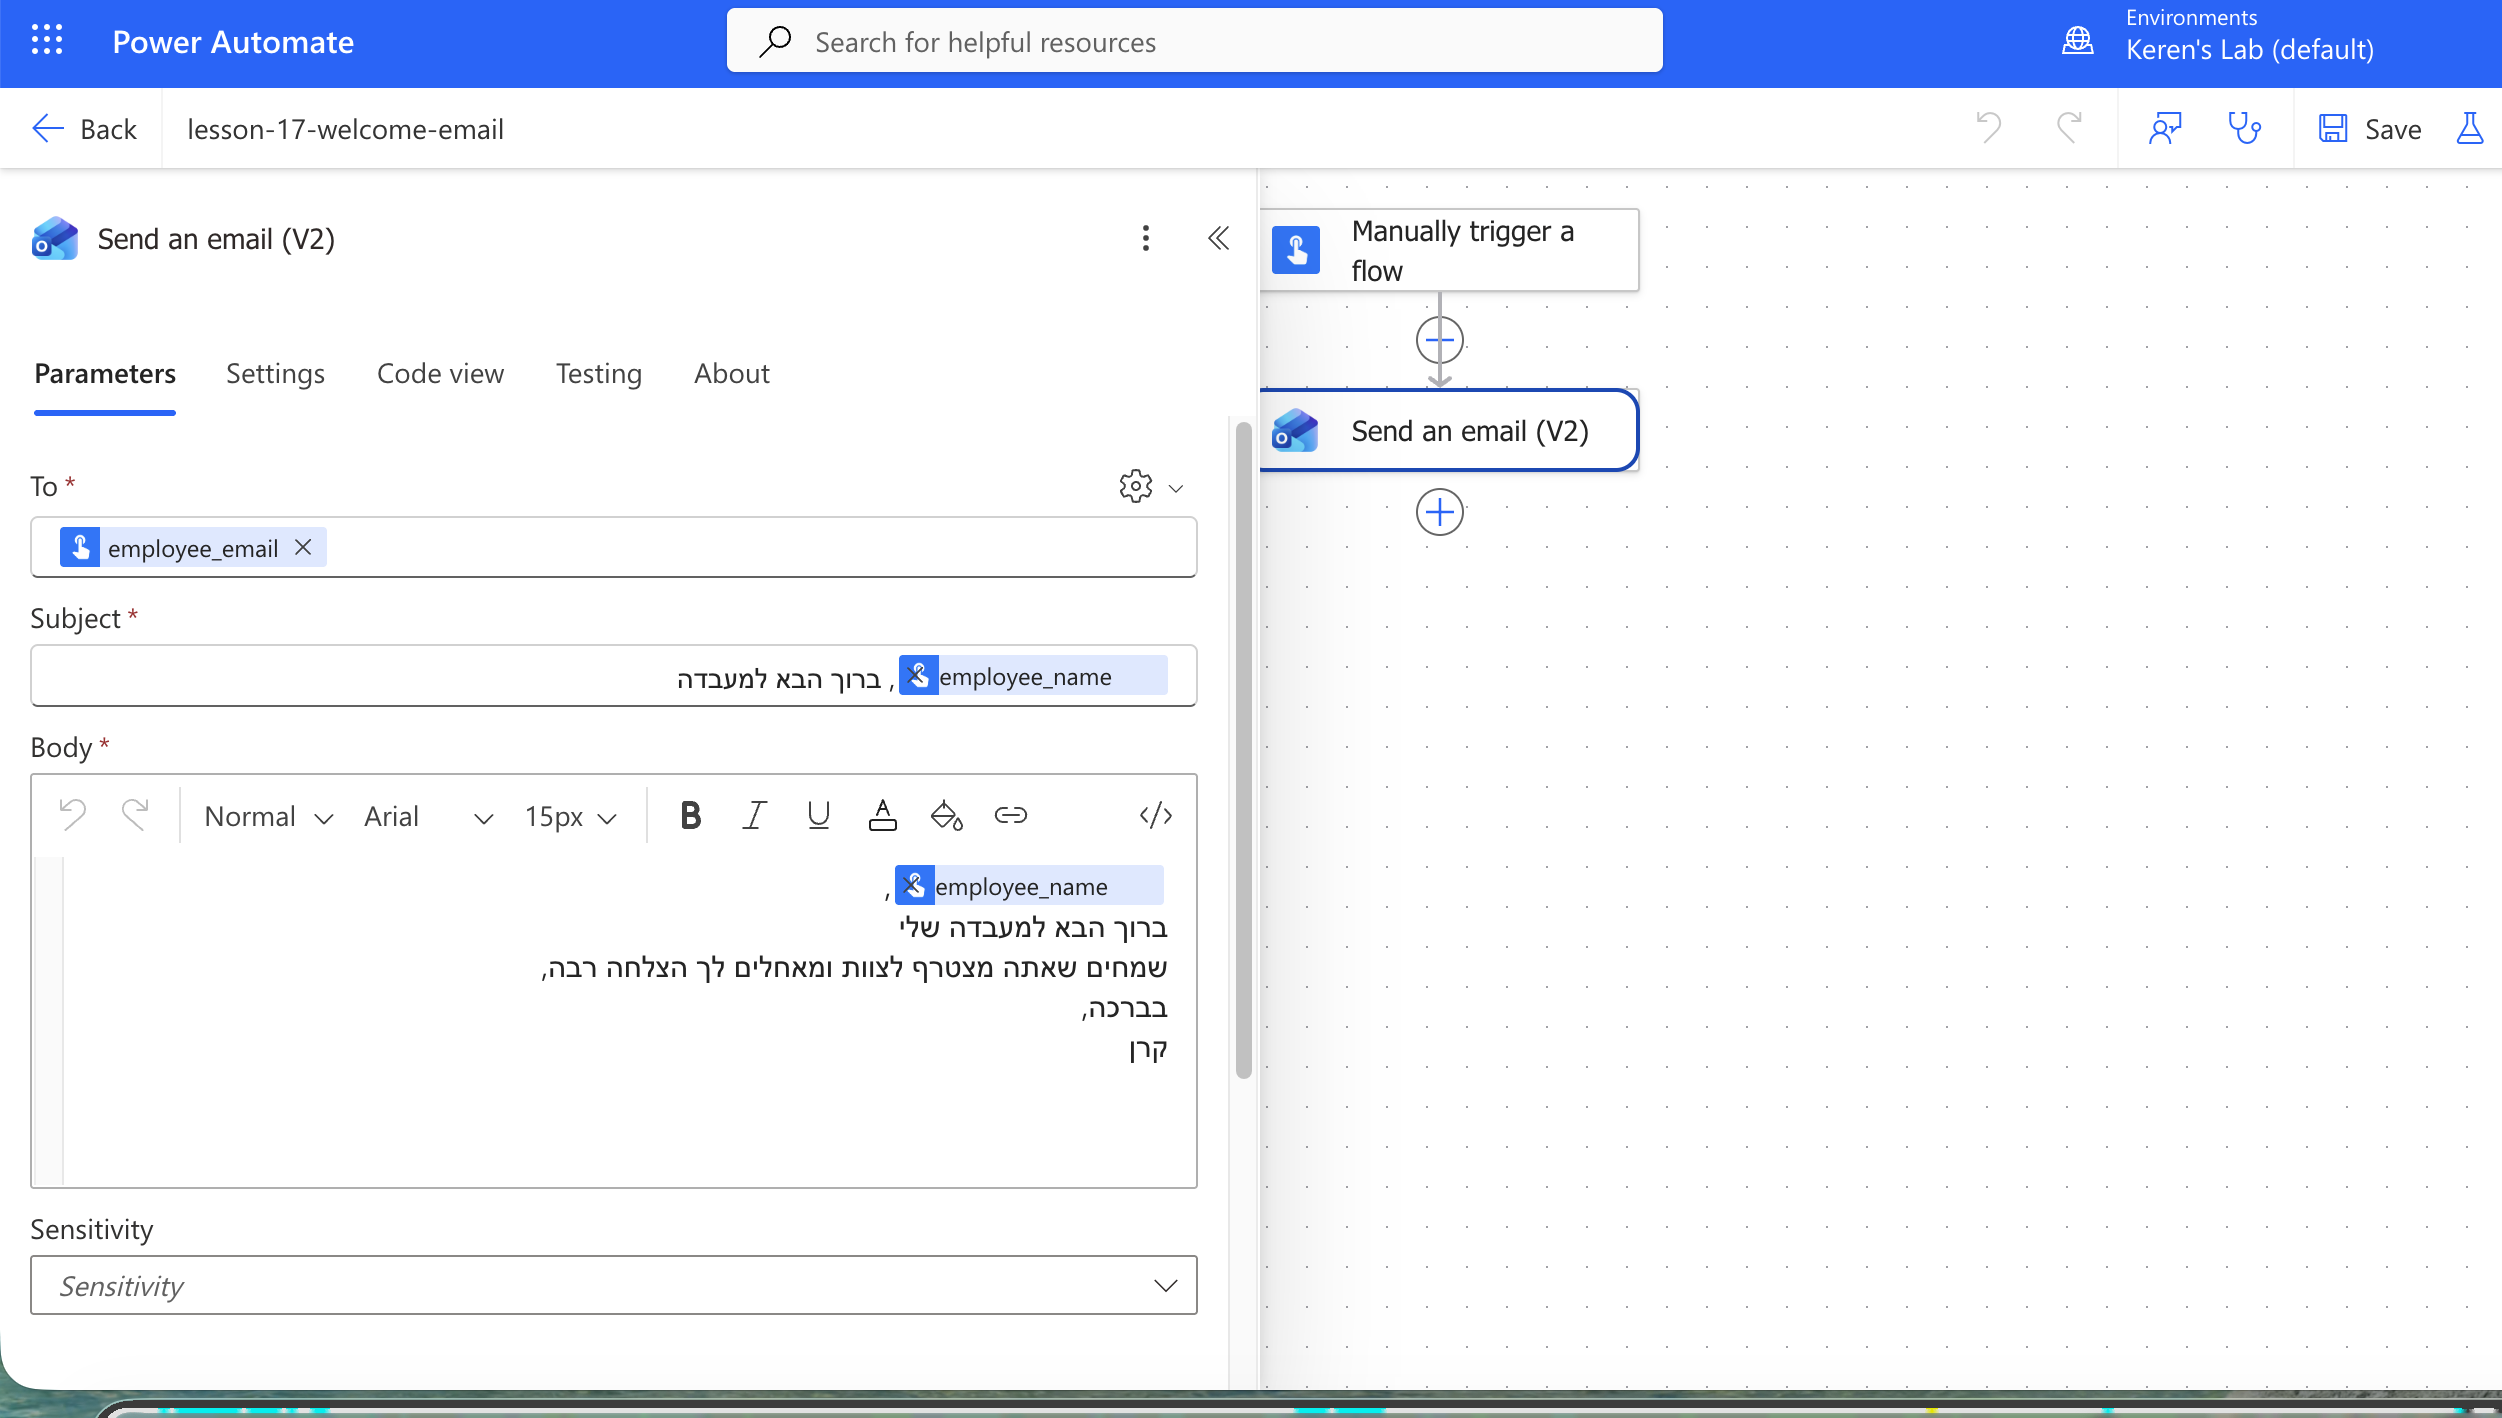 Power Automate
Search for helpful resources
Environments
Keren's Lab (default)
Back
lesson-17-welcome-email
Save
Send an email (V2)
Parameters
Settings
Code view
Testing
About
To *
employee_email
Subject *
employee_name, ברוך הבא למעבדה
Body *
Normal
Arial
15px
employee_name,
ברוך הבא למעבדה שלי
שמחים שאתה מצטרף לצוות ומאחלים לך הצלחה רבה,
בברכה,
קרן
Sensitivity
Sensitivity
Manually trigger a
flow
Send an email (V2)